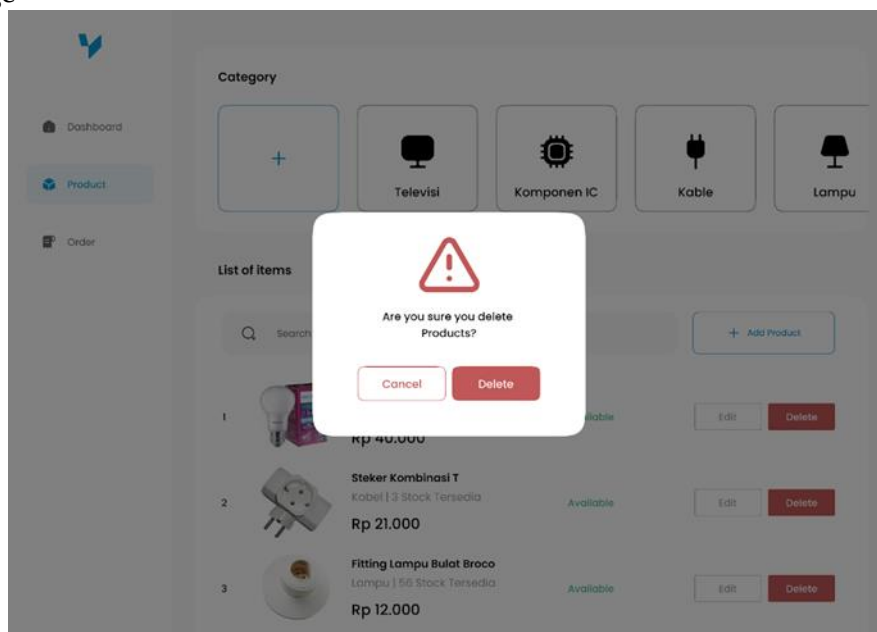 Category
Dashboard
+
Product
Televisi
Komponen IC
Kable
Lampu
Order
List of items
Are you sure you delete
Products?
Search
+ Add Product
Cancel
Delete
1
Edit
Delete
Rp 40.000
Steker Kombinasi T
2
Kabel | 3 Stock Tersedia
Available
Edit
Delete
Rp 21.000
Fitting Lampu Bulat Broco
3
Lampu | 56 Stock Tersedia
Available
Edit
Delete
Rp 12.000